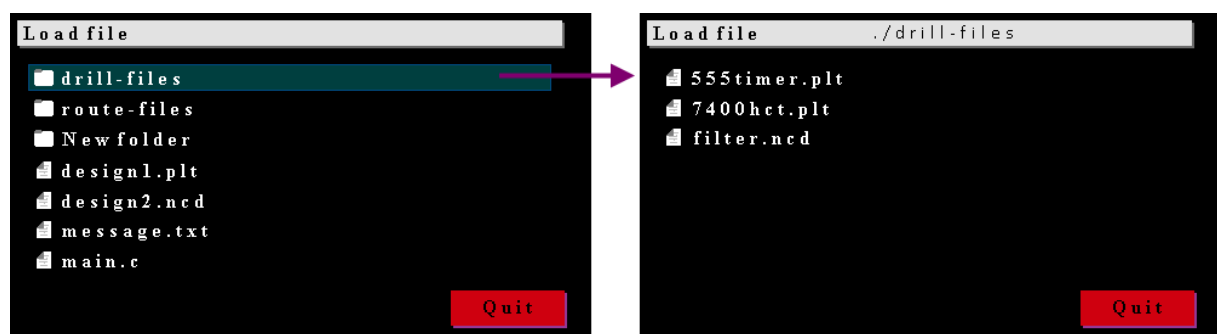 Load file
drill-files
route-files
New folder
design1.plt
design2.ncd
message.txt
main.c
Quit
Load file ./drill-files
555timer.plt
7400hct.plt
filter.ncd
Quit